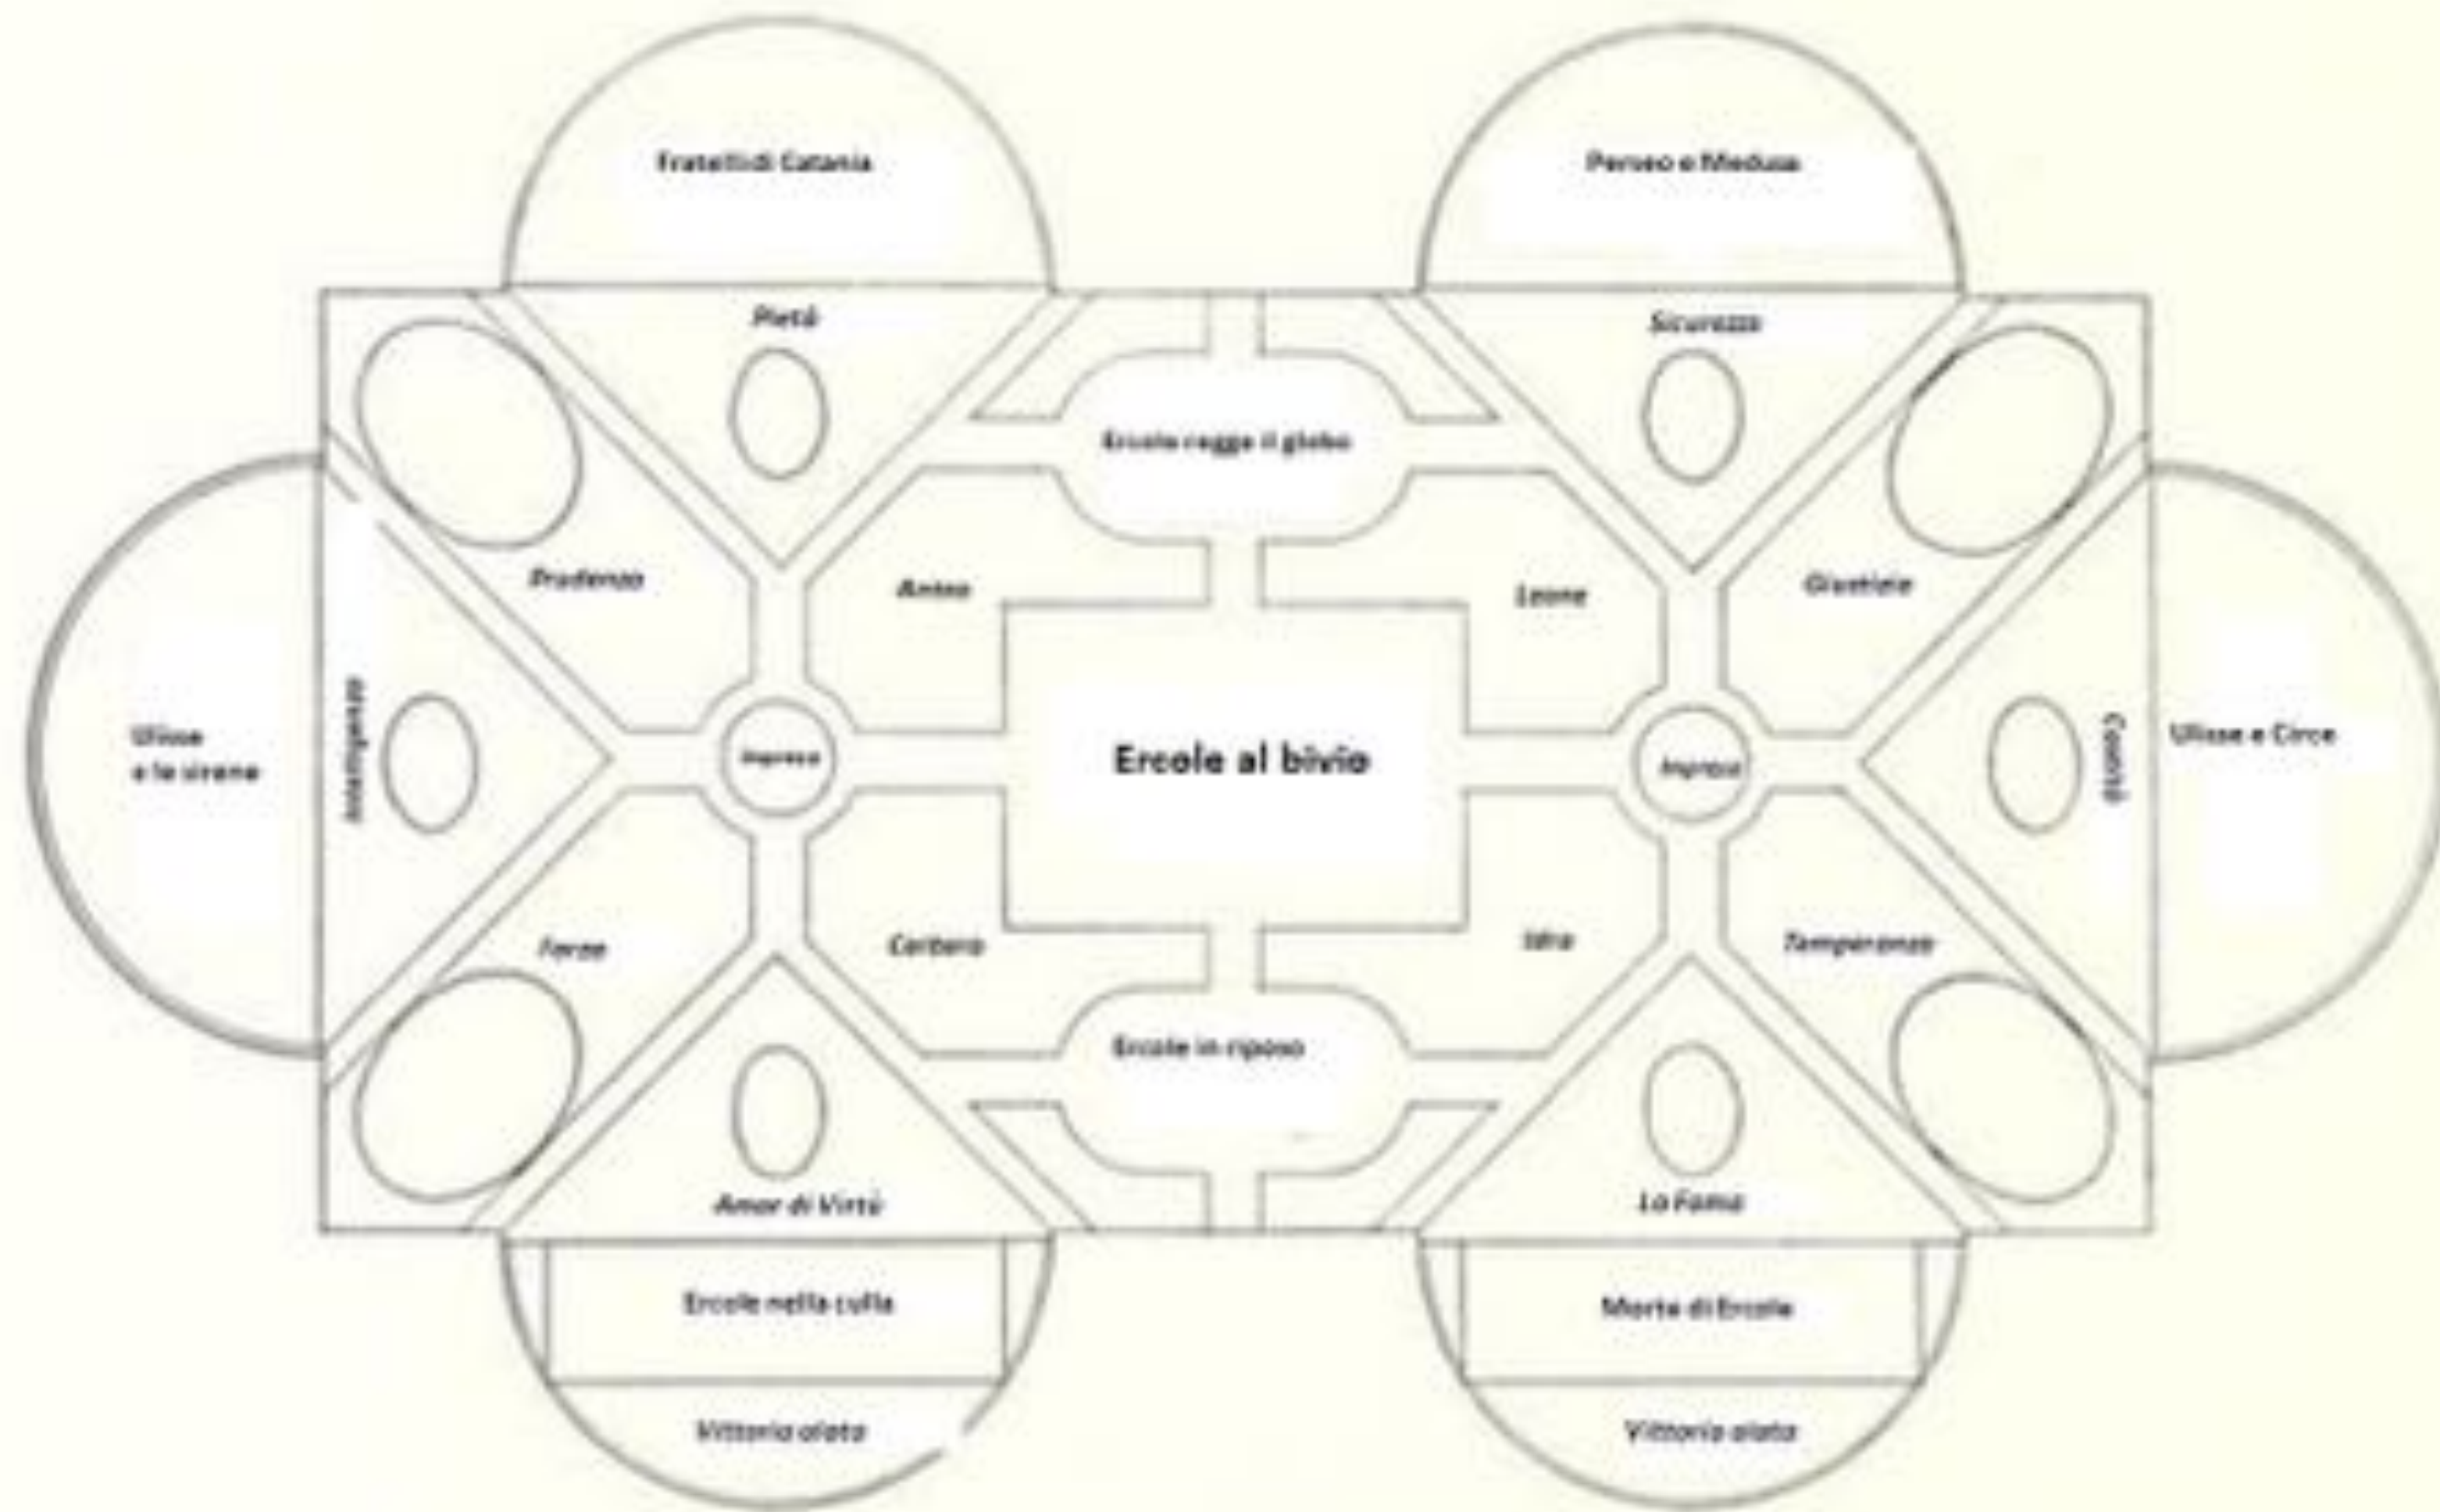 Fratelli di Catania
Perseo e Medusa
Pietà
Sicurezza
Ercole regge il globo
Prudenza
Anteo
Leone
Giustizia
Ulisse
e le sirene
Intelligenza
Impresa
Ercole al bivio
Impresa
Castità
Ulisse e Circe
Forza
Cerbero
Idra
Temperanza
Ercole in riposo
Amor di Virtù
La Fama
Ercole nella culla
Morte di Ercole
Vittoria alata
Vittoria alata